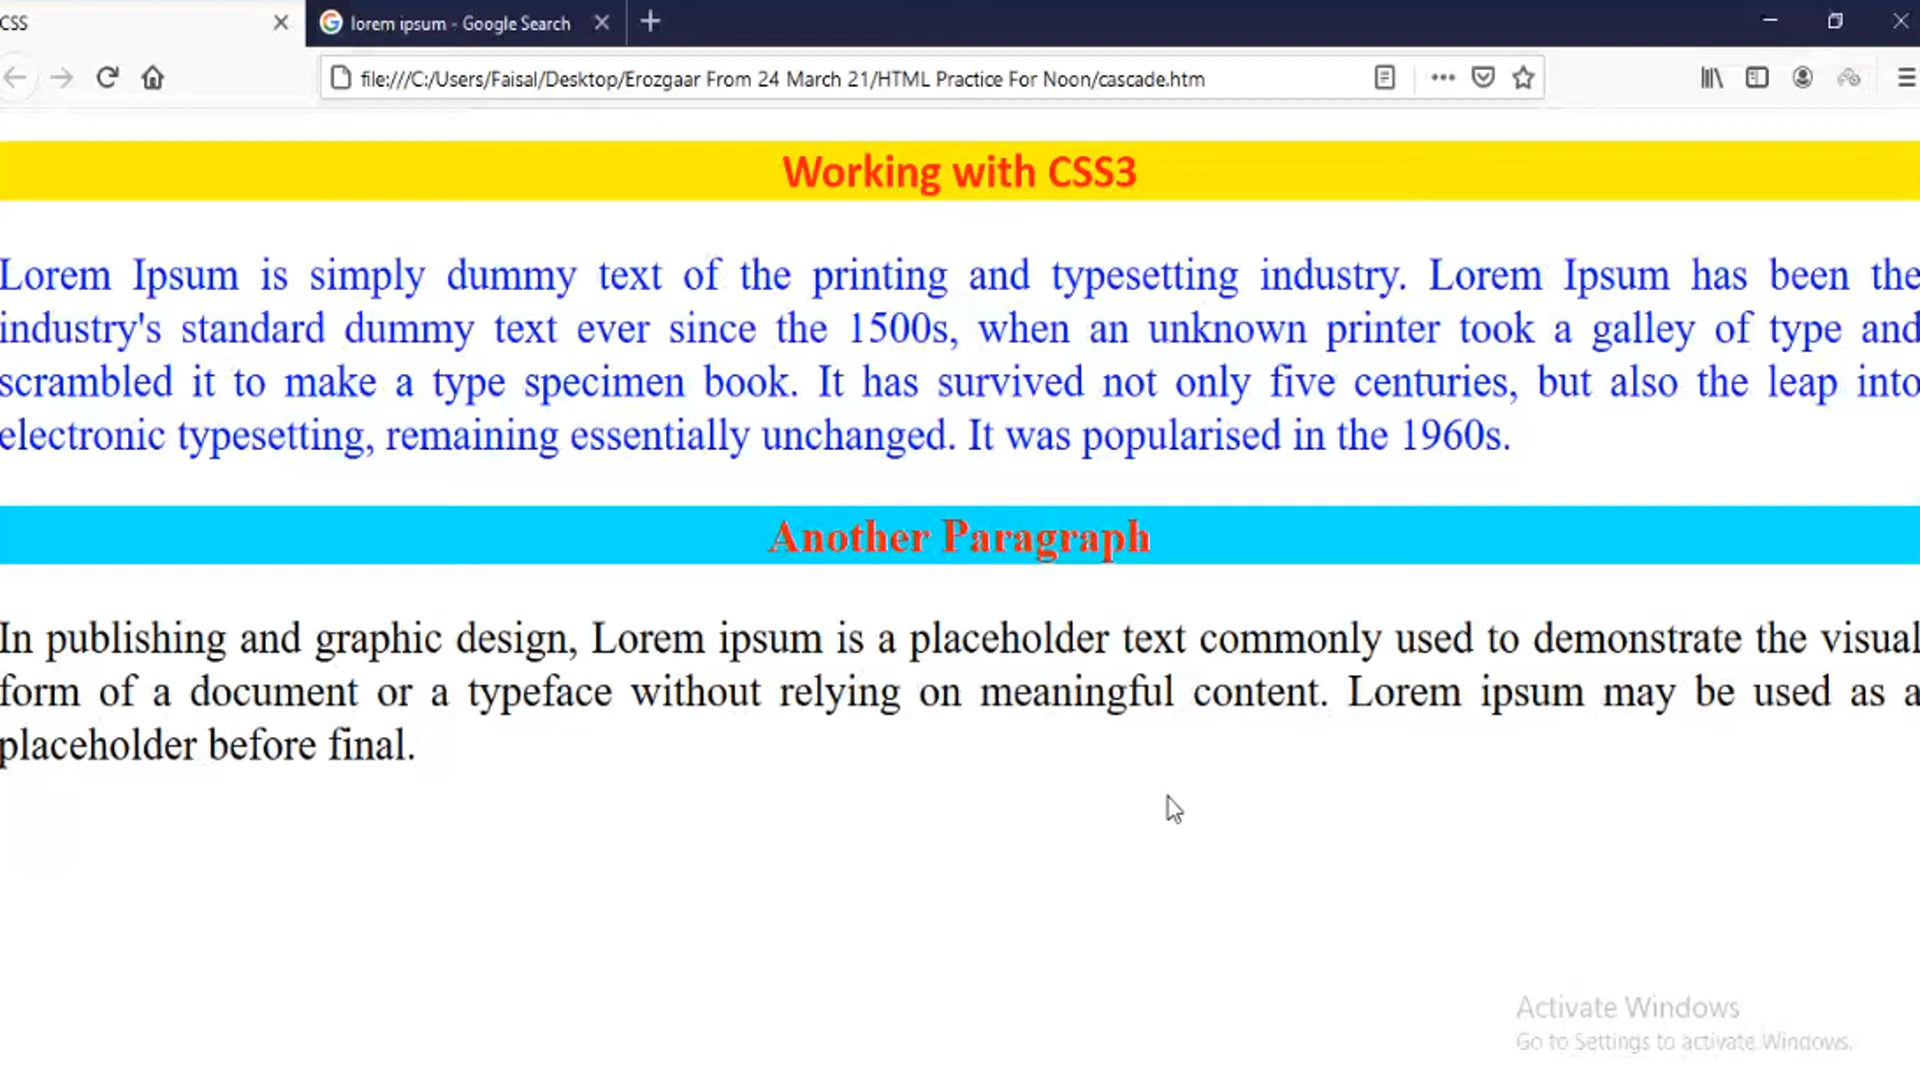 CSS
lorem ipsum - Google Search
file:///C:/Users/Faisal/Desktop/Erozgaar From 24 March 21/HTML Practice For Noon/cascade.htm
Working with CSS3
Lorem Ipsum is simply dummy text of the printing and typesetting industry. Lorem Ipsum has been the
industry's standard dummy text ever since the 1500s, when an unknown printer took a galley of type and
scrambled it to make a type specimen book. It has survived not only five centuries, but also the leap into
electronic typesetting, remaining essentially unchanged. It was popularised in the 1960s.
Another Paragraph
In publishing and graphic design, Lorem ipsum is a placeholder text commonly used to demonstrate the visual
form of a document or a typeface without relying on meaningful content. Lorem ipsum may be used as a
placeholder before final.
Activate Windows
Go to Settings to activate Windows.